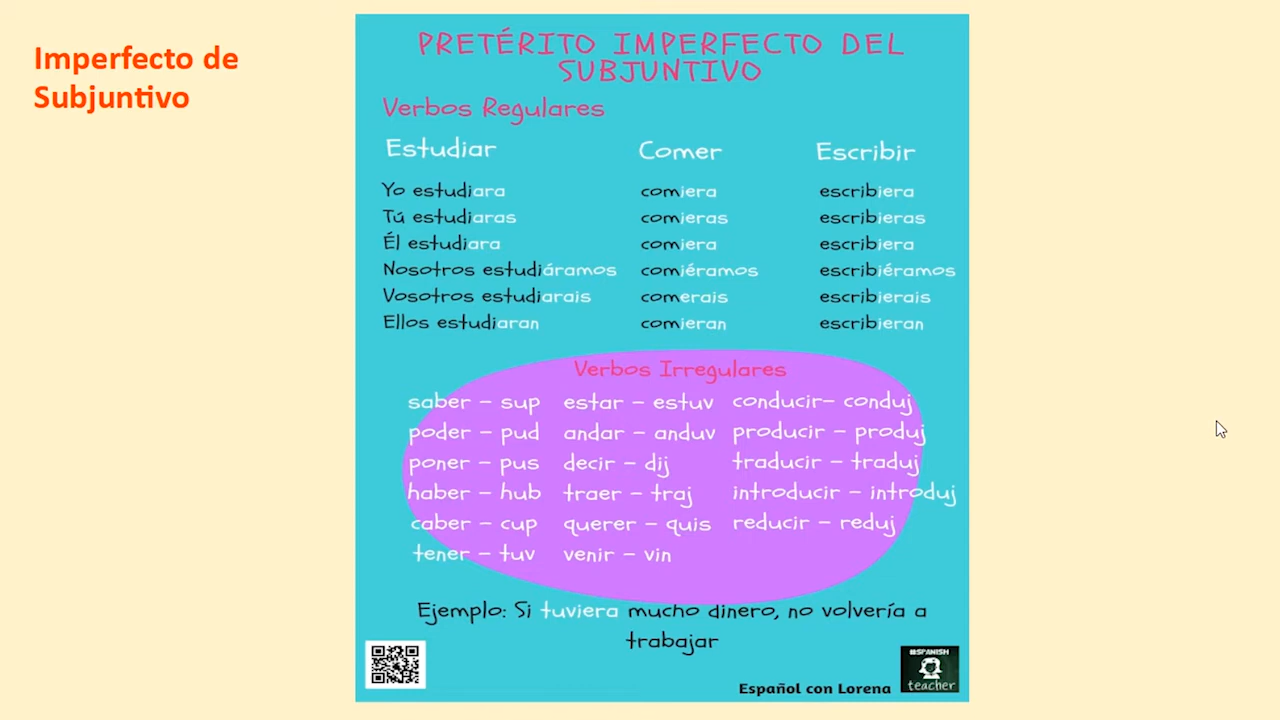 Imperfecto de
Subjuntivo
PRETÉRITO IMPERFECTO DEL
SUBJUNTIVO
Verbos Regulares
Estudiar Comer Escribir
Yo estudiara comiera escribiera
Tú estudiaras comieras escribieras
Él estudiara comiera escribiera
Nosotros estudiáramos comiéramos escribiéramos
Vosotros estudiarais comerais escribierais
Ellos estudiaran comieran escribieran
Verbos Irregulares
saber – sup estar – estuv conducir– conduj
poder – pud andar – anduv producir – produj
poner – pus decir – dij traducir – traduj
haber – hub traer – traj introducir – introduj
caber – cup querer – quis reducir – reduj
tener – tuv venir – vin
Ejemplo: Si tuviera mucho dinero, no volvería a
trabajar
#SPANISH
teacher
Español con Lorena